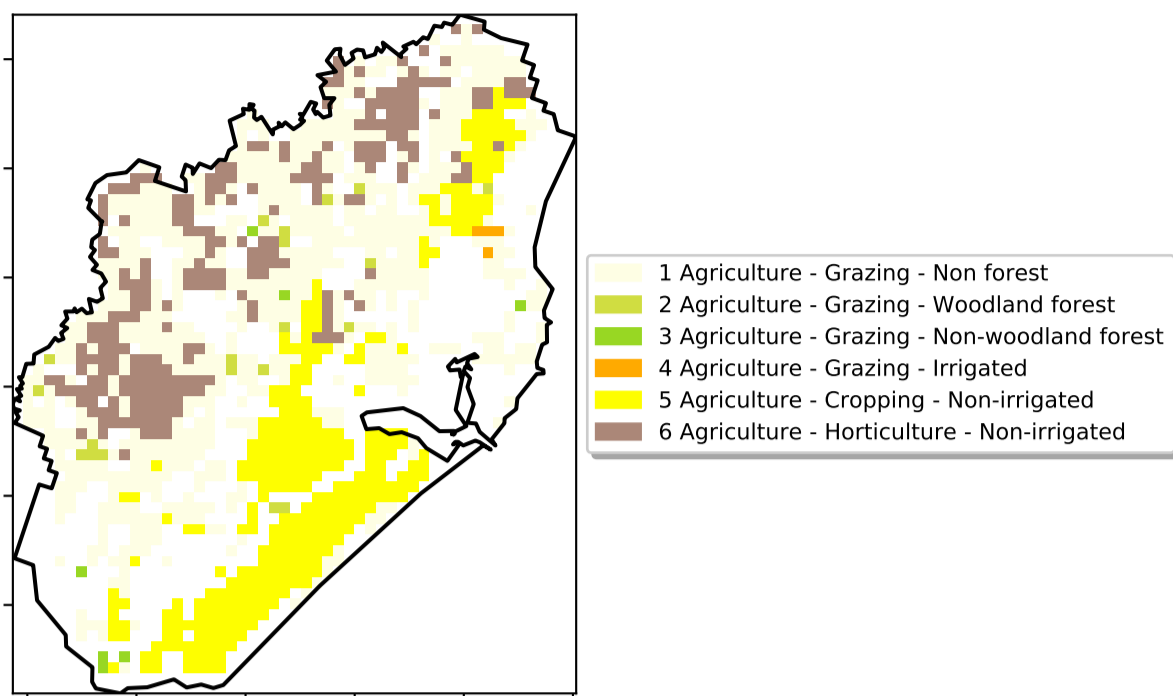 1 Agriculture - Grazing - Non forest
2 Agriculture - Grazing - Woodland forest
3 Agriculture - Grazing - Non-woodland forest
4 Agriculture - Grazing - Irrigated
5 Agriculture - Cropping - Non-irrigated
6 Agriculture - Horticulture - Non-irrigated